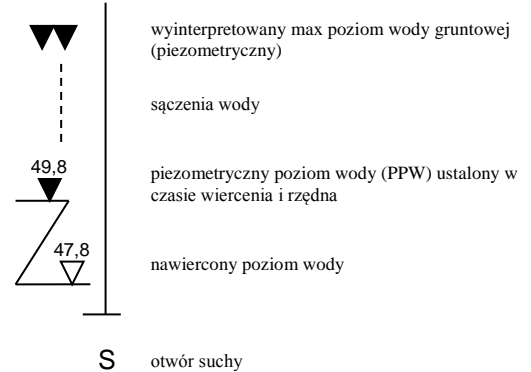 wyinterpretowany max poziom wody gruntowej
(piezometryczny)
sączenia wody
49,8
piezometryczny poziom wody (PPW) ustalony w
czasie wiercenia i rzędna
47,8
nawiercony poziom wody
S otwór suchy